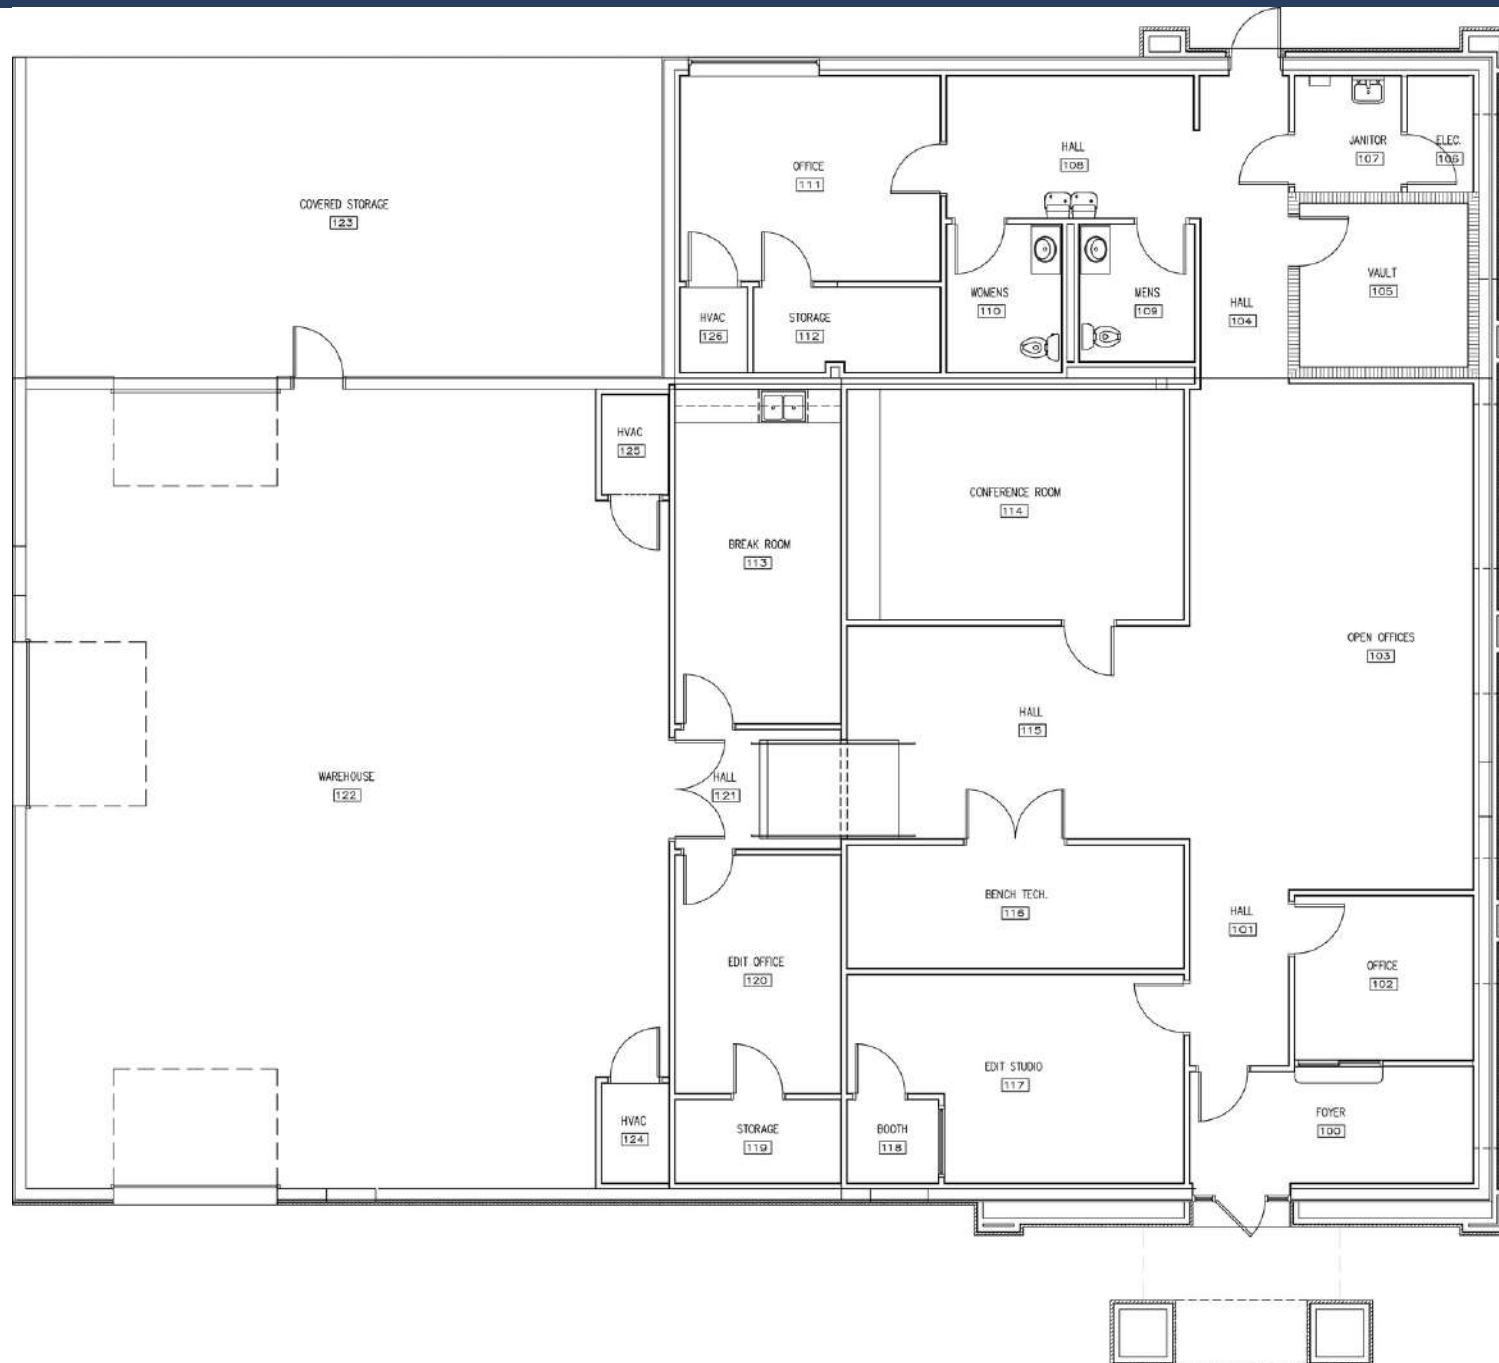 JANITOR
107
ELEC.
106
HALL
108
OFFICE
111
COVERED STORAGE
123
VAULT
105
WOMENS
110
MENS
109
HALL
104
HVAC
126
STORAGE
112
HVAC
125
CONFERENCE ROOM
114
BREAK ROOM
113
OPEN OFFICES
103
HALL
115
WAREHOUSE
122
HALL
121
BENCH TECH.
116
HALL
101
EDIT OFFICE
120
OFFICE
102
EDIT STUDIO
117
FOYER
100
HVAC
124
STORAGE
119
BOOTH
118